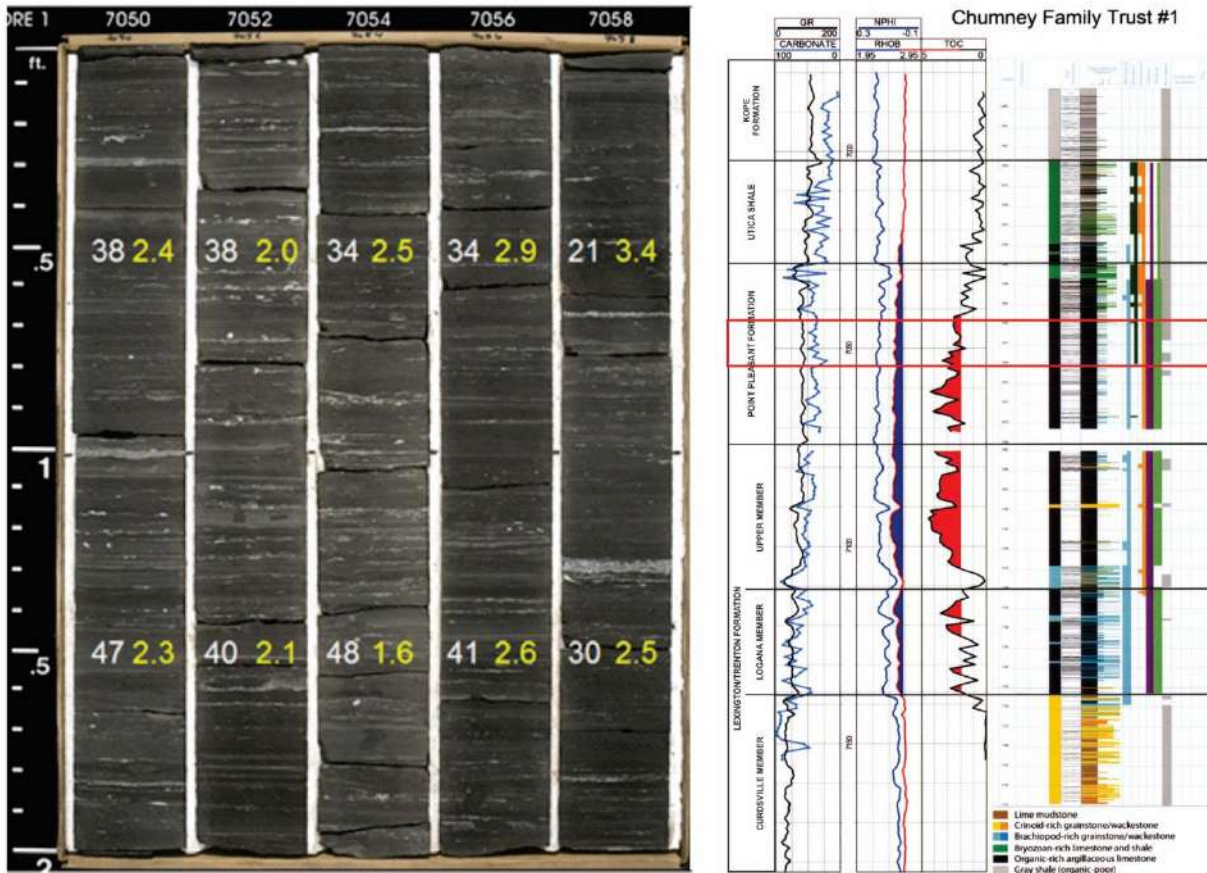 ORE 1 7050 7052 7054 7056 7058
ft.
.5
1
.5
2
38 2.4 38 2.0 34 2.5 34 2.9 21 3.4
47 2.3 40 2.1 48 1.6 41 2.6 30 2.5
Chumney Family Trust #1
GR NPHI
0 200 0.3 -0.1
CARBONATE RHOB TOC
100 0 1.95 2.95 5 0
KOPE FORMATION
UTICA SHALE
POINT PLEASANT FORMATION
LEXINGTON/TRENTON FORMATION
UPPER MEMBER
LOGANA MEMBER
CURDSVILLE MEMBER
7050
7100
7150
Lime mudstone
Crinoid-rich grainstone/wackestone
Brachiopod-rich grainstone/wackestone
Bryozoan-rich limestone and shale
Organic-rich argillaceous limestone
Gray shale (organic-poor)